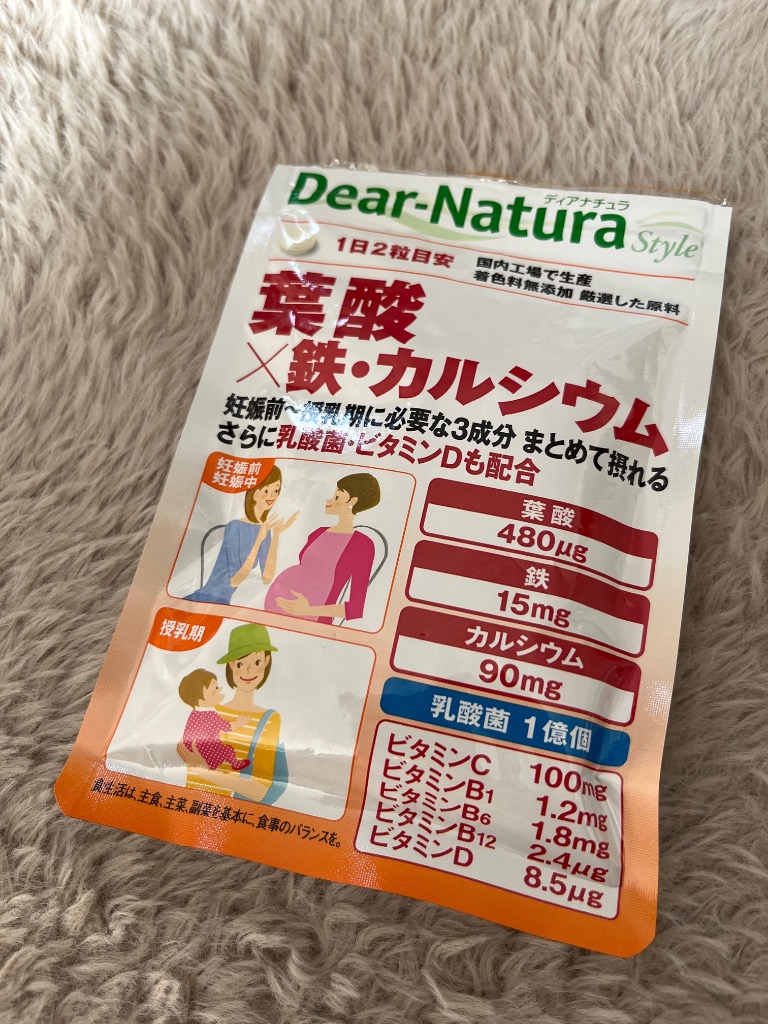 Dear-Natura Style
ディアナチュラ
1日2粒目安
国内工場で生産
着色料無添加 厳選した原料
葉酸
×鉄・カルシウム
妊娠前～授乳期に必要な3成分 まとめて摂れる
さらに乳酸菌・ビタミンDも配合
妊娠前
妊娠中
葉酸
480μg
鉄
15mg
カルシウム
90mg
授乳期
乳酸菌 1億個
ビタミンC 100mg
ビタミンB1 1.2mg
ビタミンB6 1.8mg
ビタミンB12 2.4μg
ビタミンD 8.5μg
食生活は、主食、主菜、副菜を基本に、食事のバランスを。